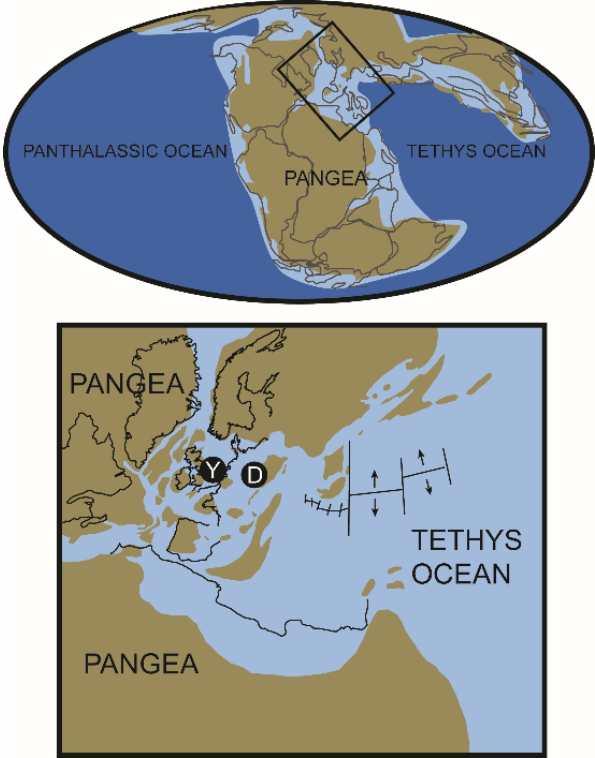 PANTHALASSIC OCEAN
PANGEA
TETHYS OCEAN
PANGEA
Y
D
TETHYS
OCEAN
PANGEA